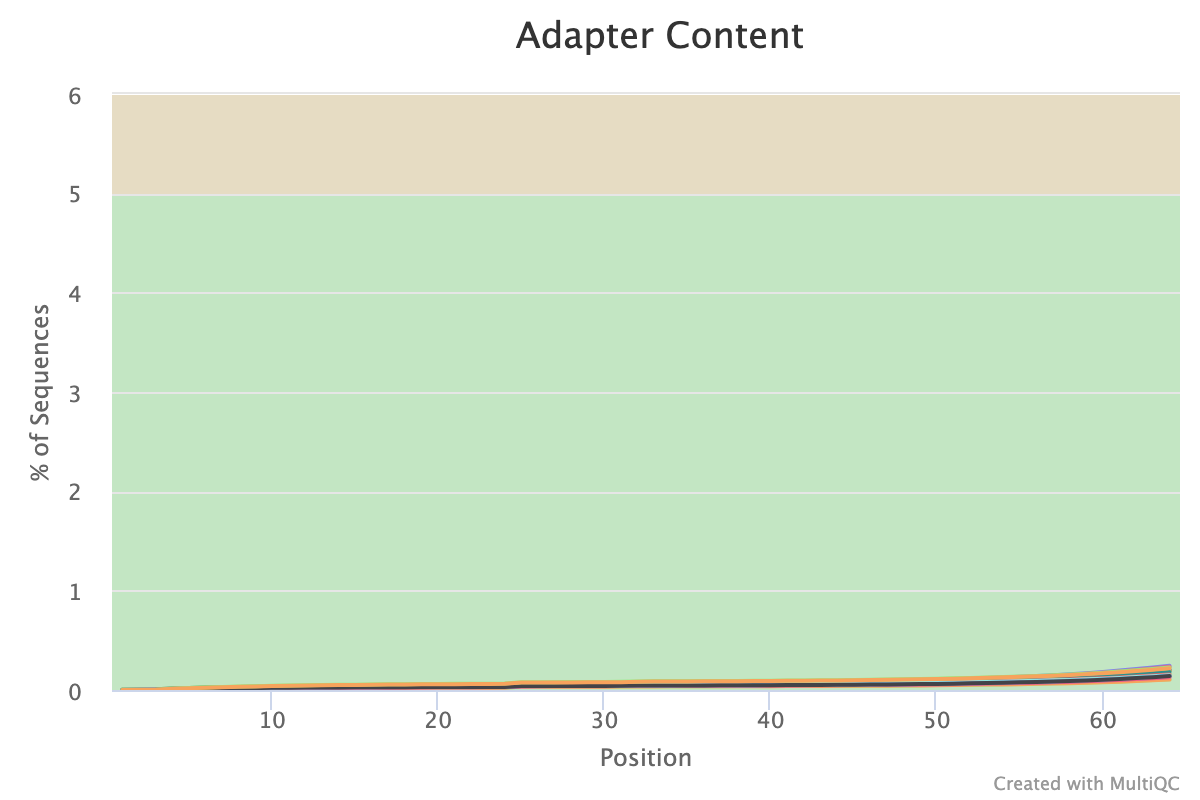 Adapter Content
6
5
4
3
2
1
0
% of Sequences
10 20 30 40 50 60
Position
Created with MultiQC